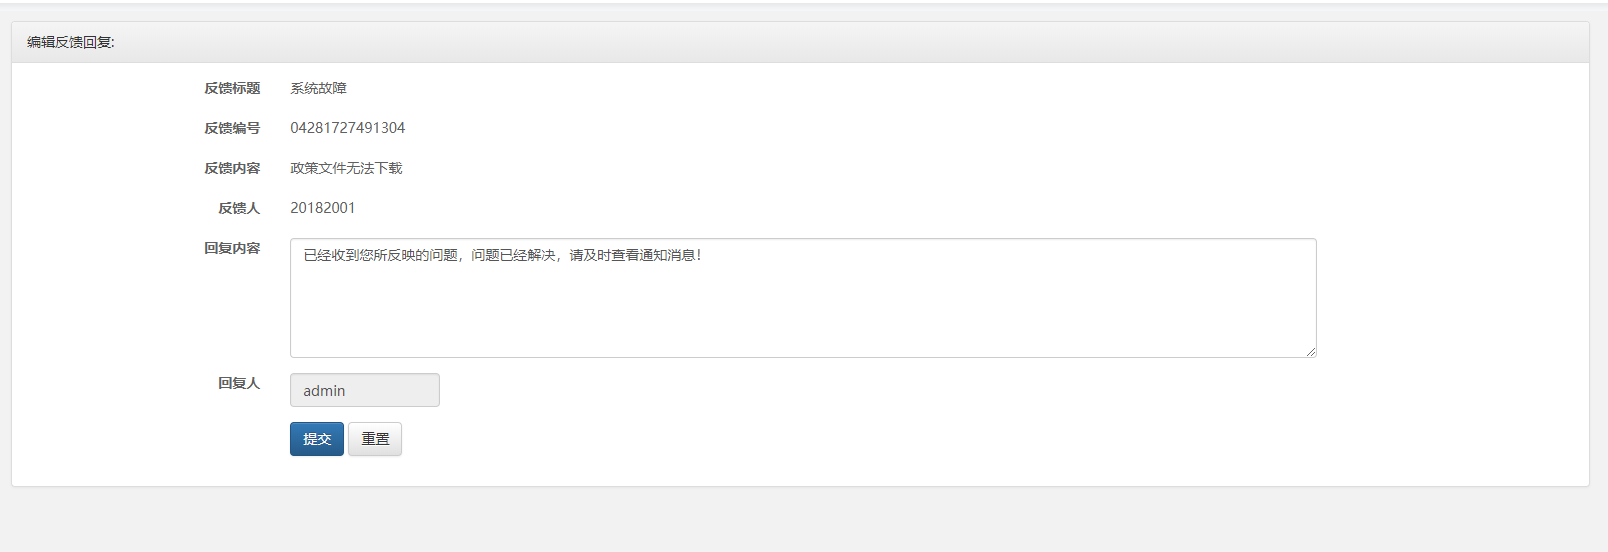 编辑反馈回复:
反馈标题 系统故障
反馈编号 04281727491304
反馈内容 政策文件无法下载
反馈人 20182001
回复内容 已经收到您所反映的问题，问题已经解决，请及时查看通知消息！
回复人 admin
提交 重置